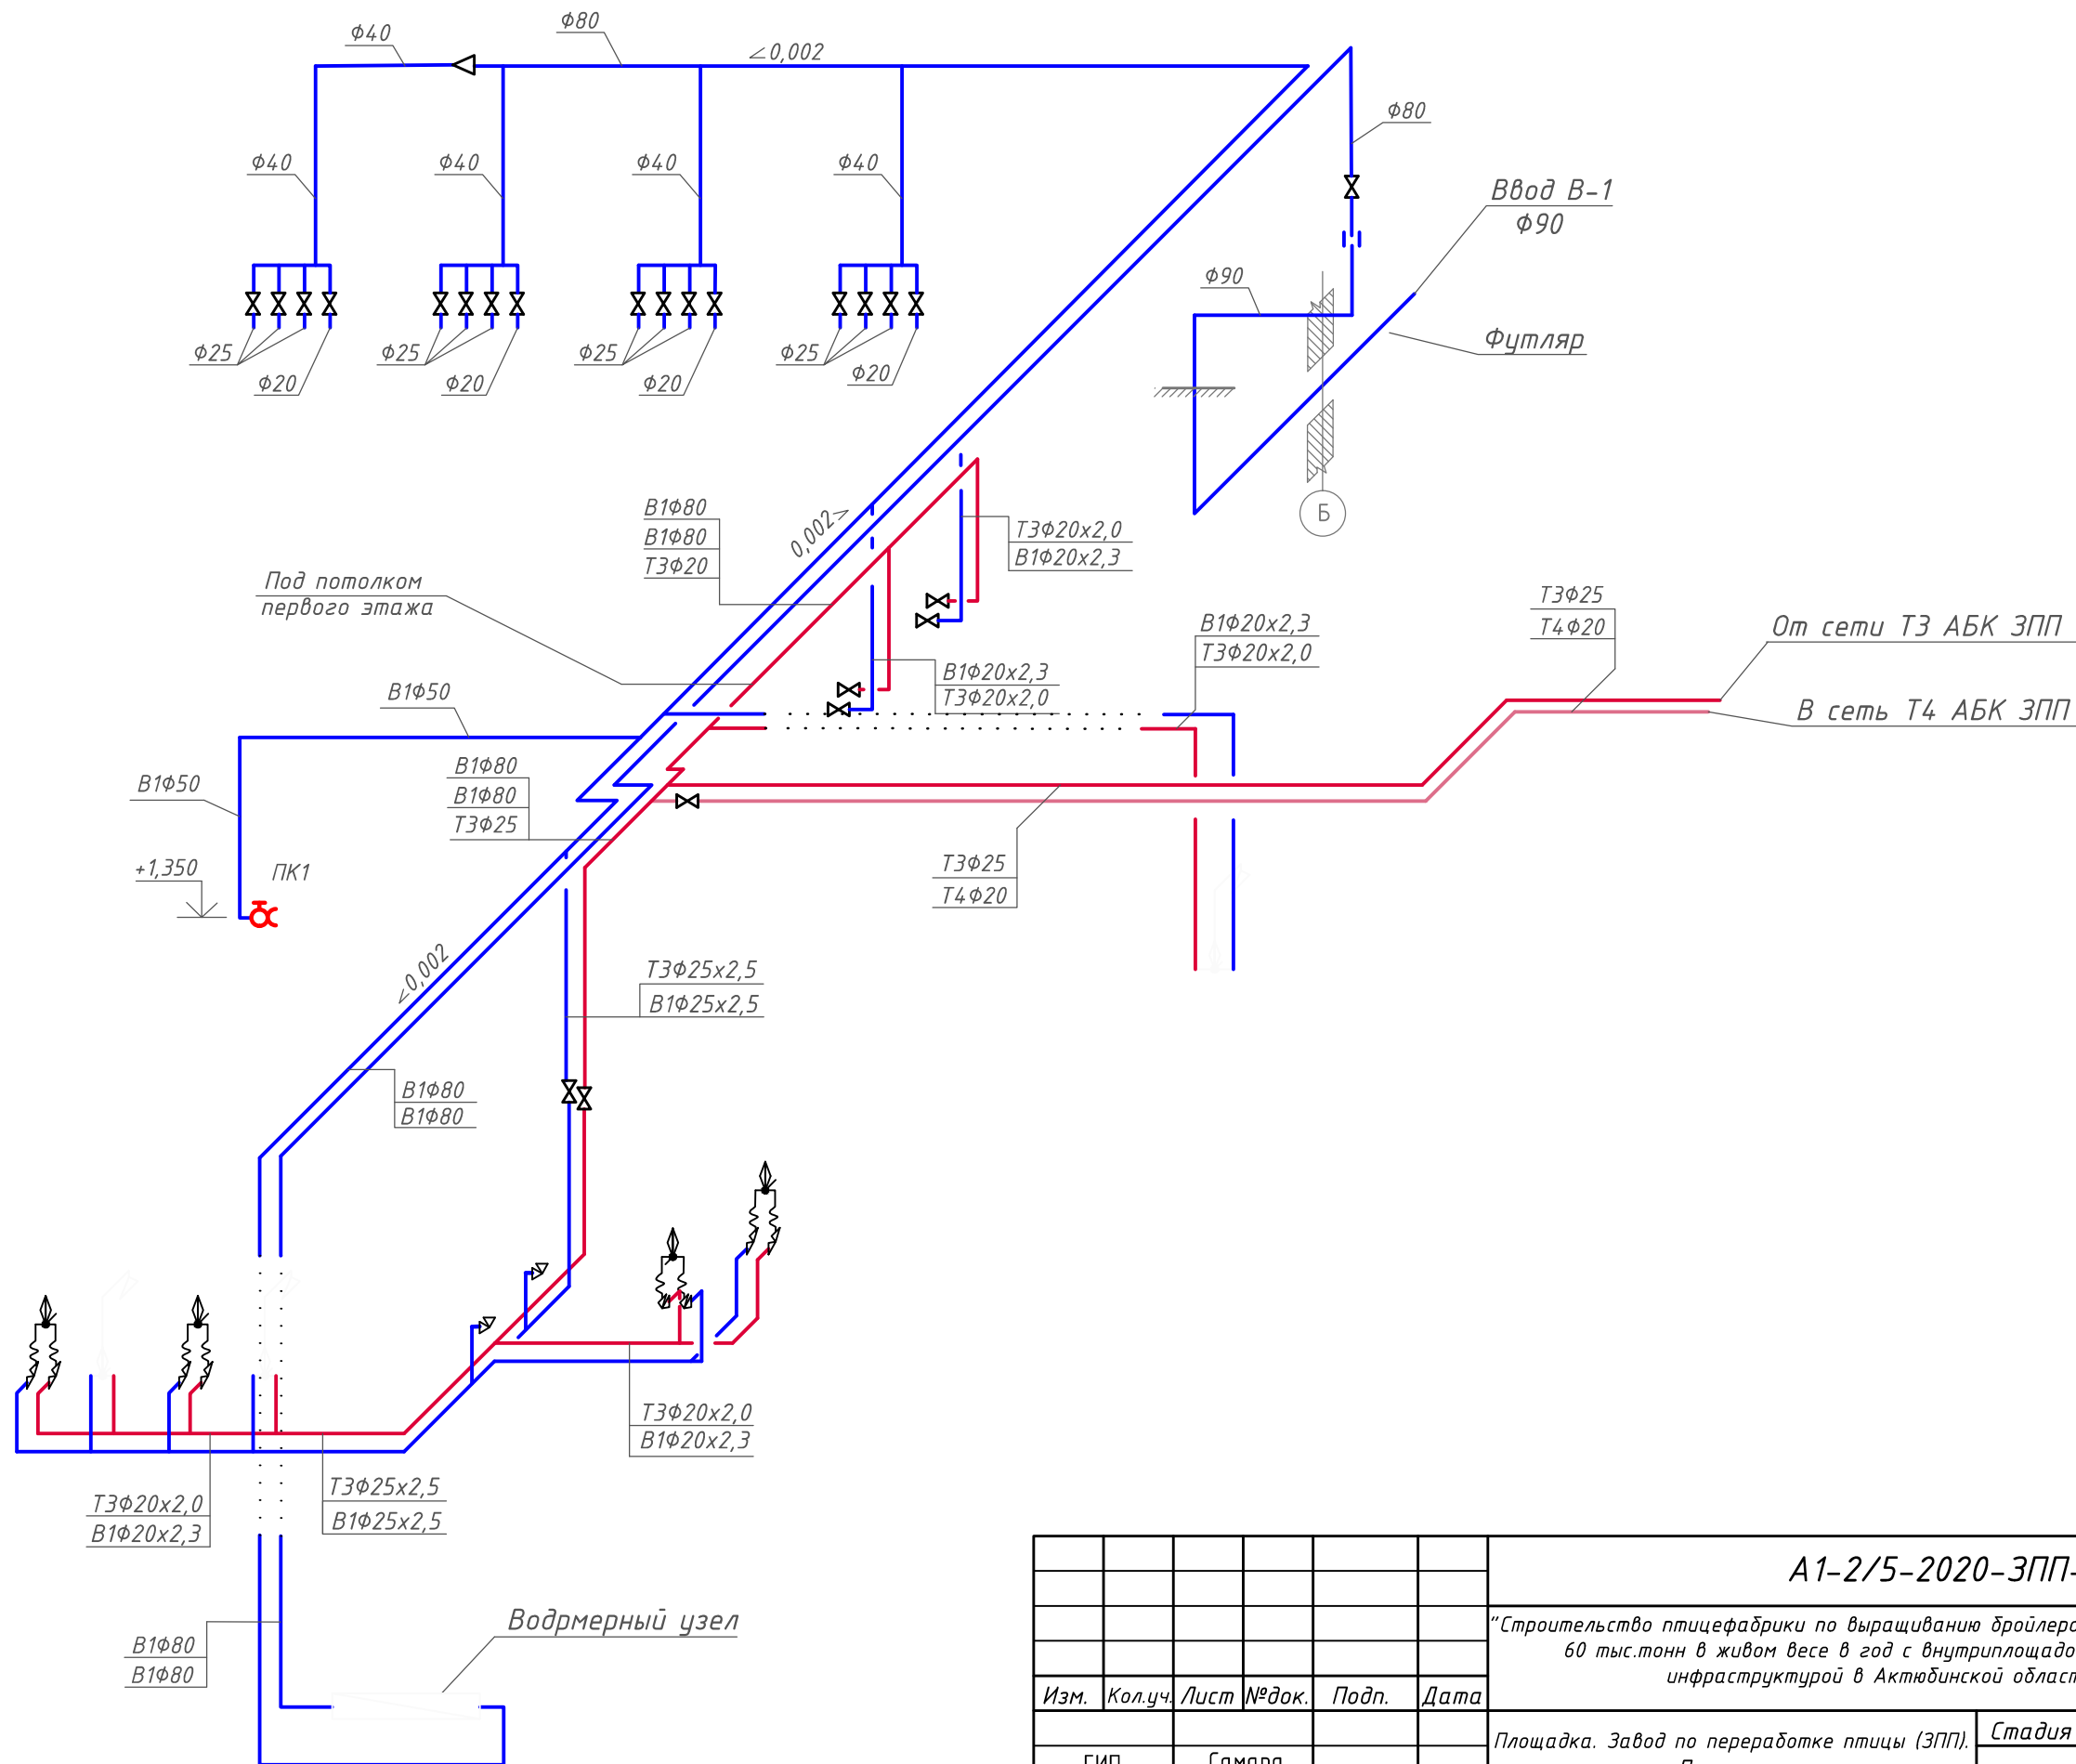 Ф40
Ф80
∠0,002
Ф80
Ф40
Ф40
Ф40
Ф40
Ввод В-1
Ф90
Ф90
Футляр
Ф25
Ф20
Ф25
Ф20
Ф25
Ф20
Ф25
Ф20
Б
В1Ф80
В1Ф80
Т3Ф20
0,002>
Т3Ф20х2,0
В1Ф20х2,3
Под потолком
первого этажа
Т3Ф25
Т4Ф20
От сети Т3 АБК ЗПП
В1Ф20х2,3
Т3Ф20х2,0
В1Ф20х2,3
Т3Ф20х2,0
В сеть Т4 АБК ЗПП
В1Ф50
В1Ф50
В1Ф80
В1Ф80
Т3Ф25
+1,350
ПК1
Т3Ф25
Т4Ф20
<0,002
Т3Ф25х2,5
В1Ф25х2,5
В1Ф80
В1Ф80
Т3Ф20х2,0
В1Ф20х2,3
Т3Ф20х2,0
В1Ф20х2,3
Т3Ф25х2,5
В1Ф25х2,5
Водрмерный узел
В1Ф80
В1Ф80
А1-2/5-2020-ЗПП-
"Строительство птицефабрики по выращиванию бройлеро
60 тыс.тонн в живом весе в год с внутриплощадо
инфраструктурой в Актюбинской област
Изм. Кол.уч. Лист №док. Подп. Дата
Площадка. Завод по переработке птицы (ЗПП).
Стадия
ГИП Самара